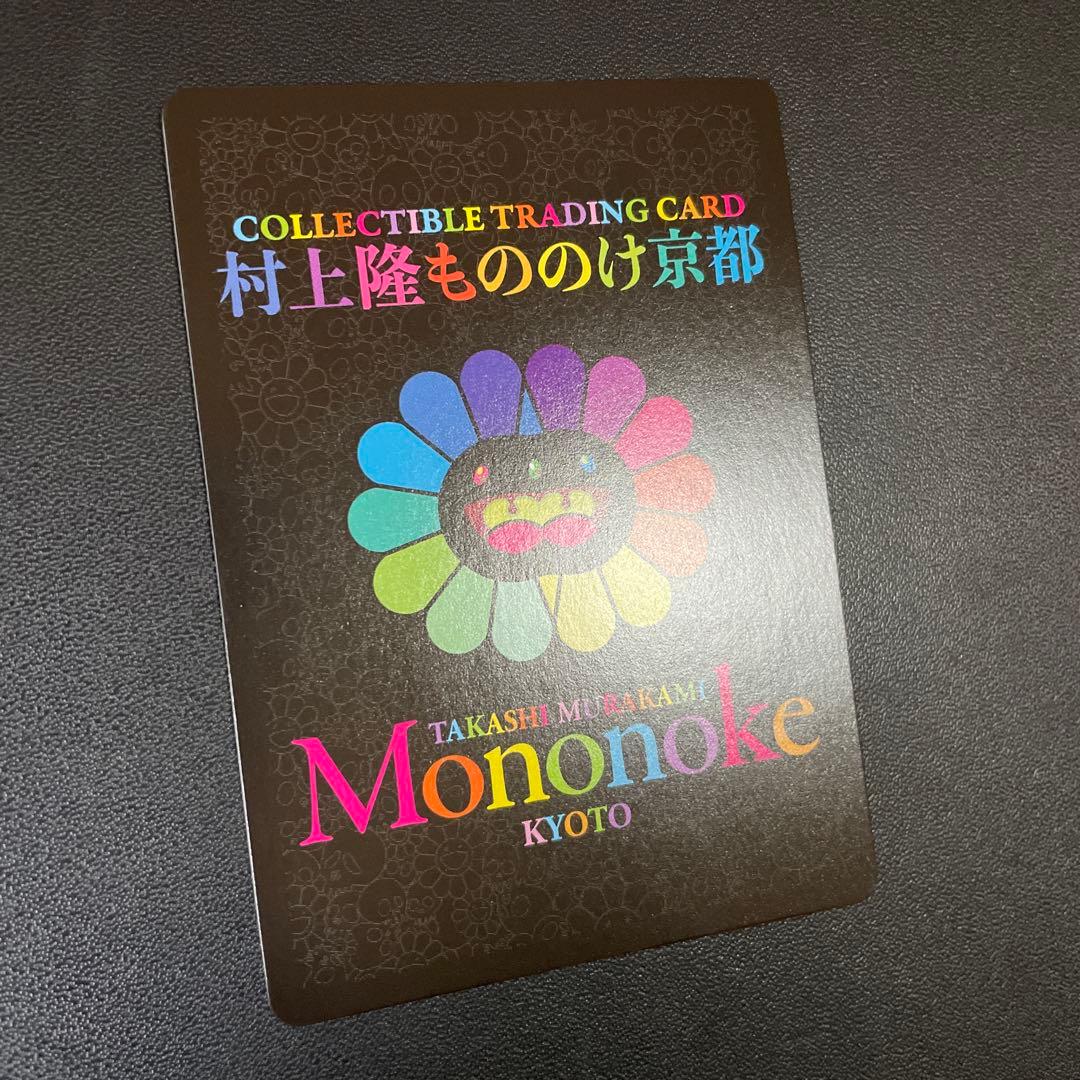 COLLECTIBLE TRADING CARD
村上隆もののけ京都
TAKASHI MURAKAMI
Mononoke
KYOTO